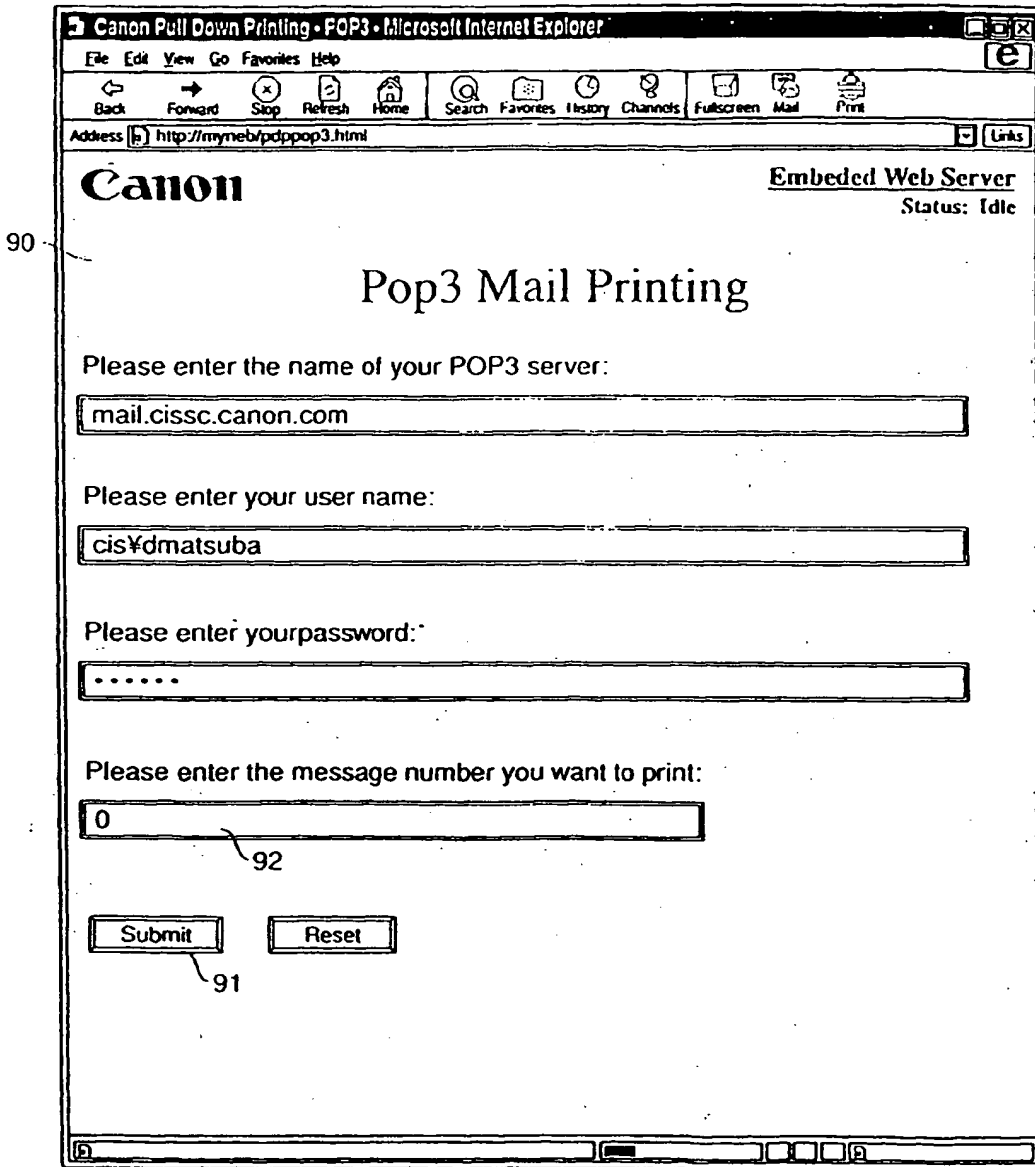 Canon Pull Down Printing • POP3 • Microsoft Internet Explorer
File Edit View Go Favorites Help
e
Back Forward Stop Refresh Home Search Favorites History Channels Fullscreen Mail Print
Address http://myneb/pdppop3.html Links
Canon
Embeded Web Server
Status: Idle
90
Pop3 Mail Printing
Please enter the name of your POP3 server:
mail.cissc.canon.com
Please enter your user name:
cis¥dmatsuba
Please enter yourpassword:
••••••
Please enter the message number you want to print:
0
92
Submit Reset
91